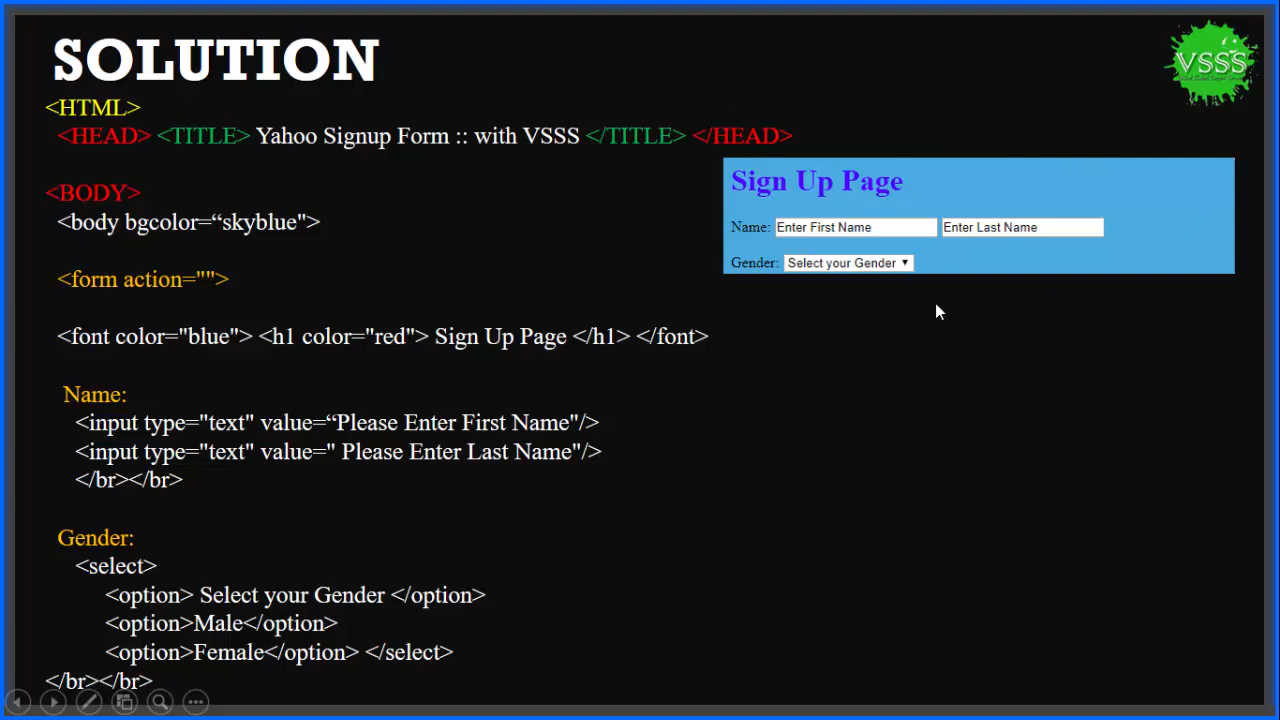 SOLUTION
VSSS
<HTML>
<HEAD> <TITLE> Yahoo Signup Form :: with VSSS </TITLE> </HEAD>
<BODY>
<body bgcolor=“skyblue">
<form action="">
<font color="blue"> <h1 color="red"> Sign Up Page </h1> </font>
Name:
<input type="text" value=“Please Enter First Name"/>
<input type="text" value=" Please Enter Last Name"/>
</br></br>
Gender:
<select>
<option> Select your Gender </option>
<option>Male</option>
<option>Female</option> </select>
</br></br>
Sign Up Page
Name: Enter First Name Enter Last Name
Gender: Select your Gender